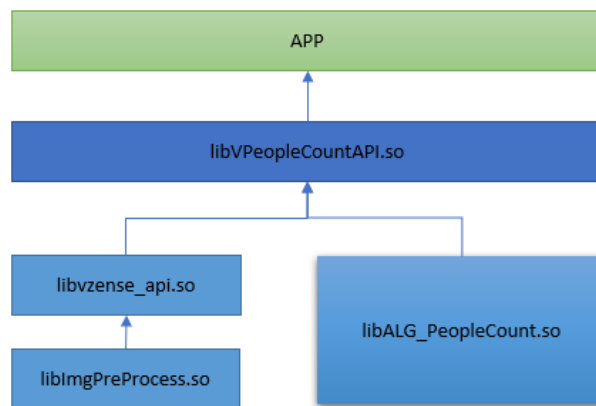 APP
libVPeopleCountAPI.so
libvzense_api.so
libALG_PeopleCount.so
libImgPreProcess.so